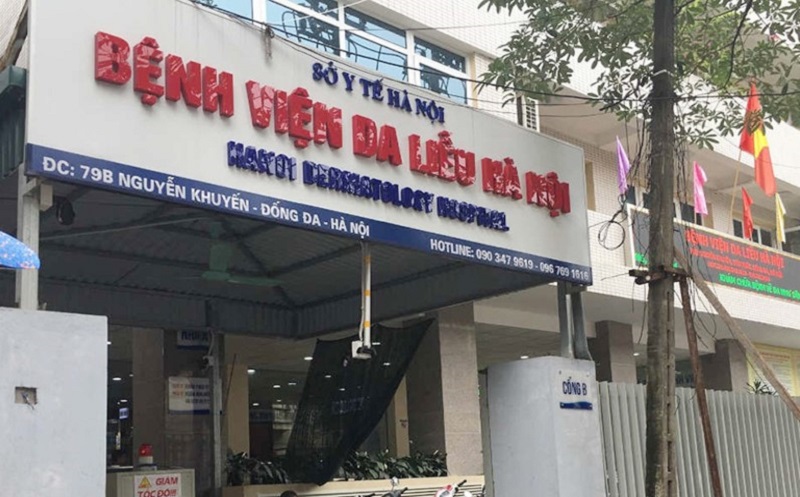 SỞ Y TẾ HÀ NỘI
BỆNH VIỆN DA LIỄU HÀ NỘI
HANOI DERMATOLOGY HOSPITAL
ĐC: 79B NGUYỄN KHUYẾN - ĐỐNG ĐA - HÀ NỘI
HOTLINE: 090 347 9619 - 096 769 1616
BỆNH VIỆN DA LIỄU HÀ NỘI
CỔNG B
GIẢM
TỐC ĐỘ!!